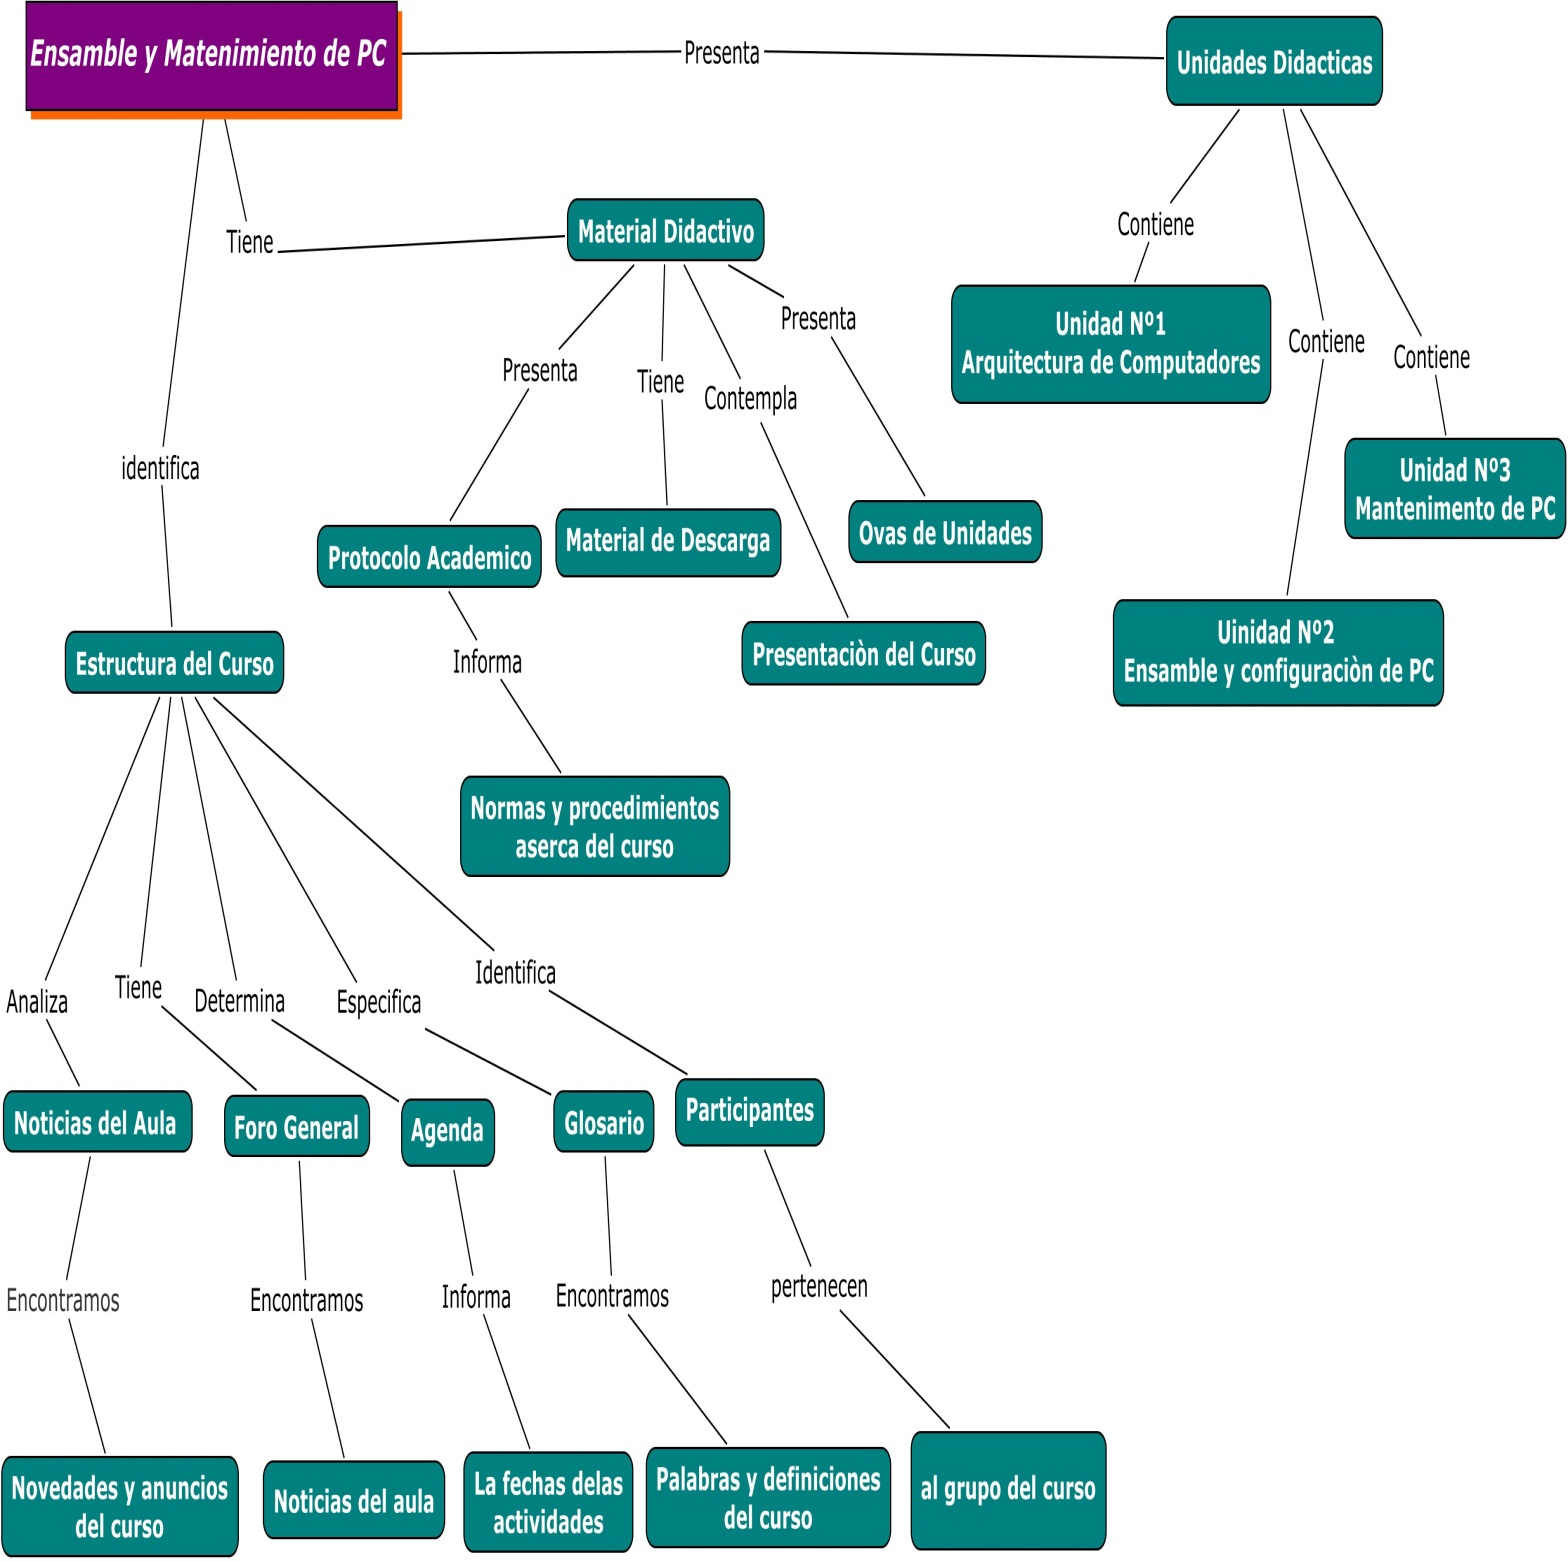 Ensamble y Matenimiento de PC
Presenta
Unidades Didacticas
Tiene
Material Didactivo
Contiene
Unidad Nº1
Arquitectura de Computadores
Contiene
Contiene
Unidad Nº3
Mantenimento de PC
Uinidad Nº2
Ensamble y configuraciòn de PC
Presenta
Presenta
Tiene
Contempla
Protocolo Academico
Material de Descarga
Ovas de Unidades
Presentaciòn del Curso
Informa
Normas y procedimientos
aserca del curso
identifica
Estructura del Curso
Analiza
Tiene
Determina
Especifica
Identifica
Noticias del Aula
Foro General
Agenda
Glosario
Participantes
Encontramos
Encontramos
Informa
Encontramos
pertenecen
Novedades y anuncios
del curso
Noticias del aula
La fechas delas
actividades
Palabras y definiciones
del curso
al grupo del curso